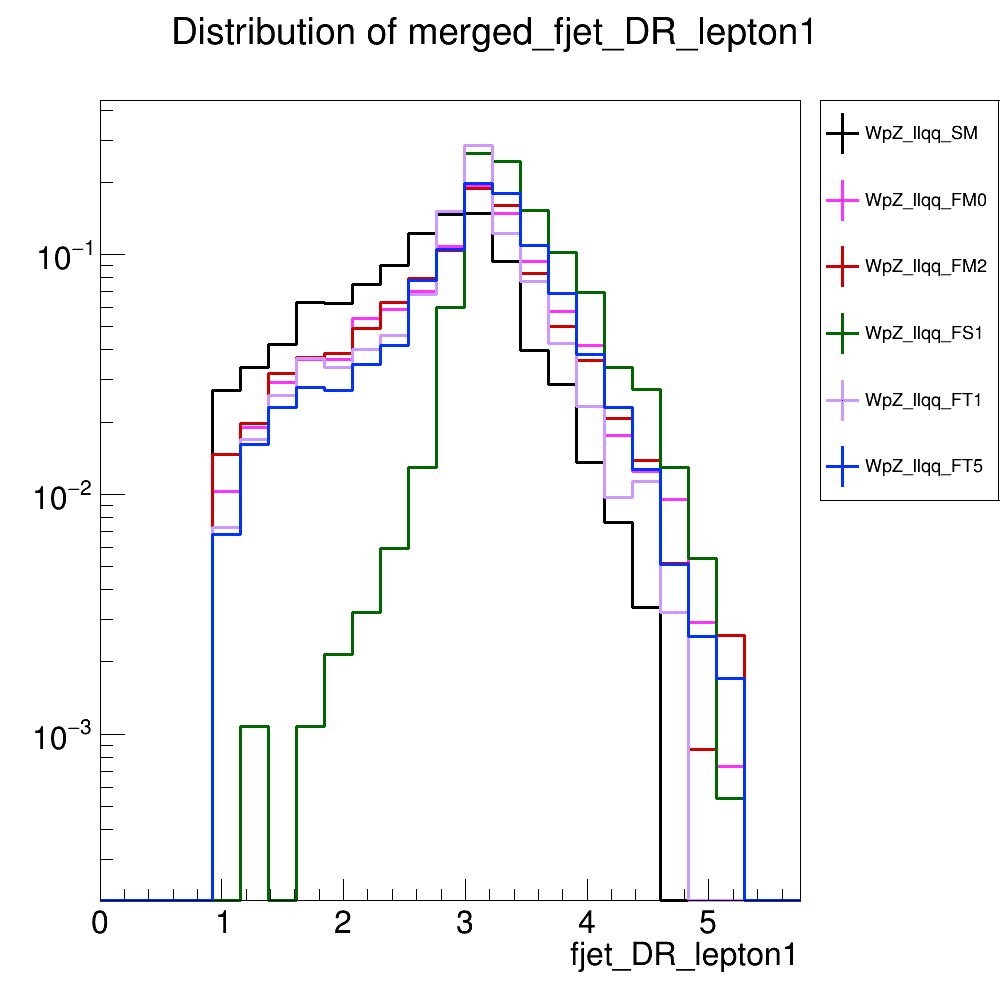 Distribution of merged_fjet_DR_lepton1
WpZ_llqq_SM
WpZ_llqq_FM0
WpZ_llqq_FM2
WpZ_llqq_FS1
WpZ_llqq_FT1
WpZ_llqq_FT5
10⁻¹
10⁻²
10⁻³
0 1 2 3 4 5
fjet_DR_lepton1